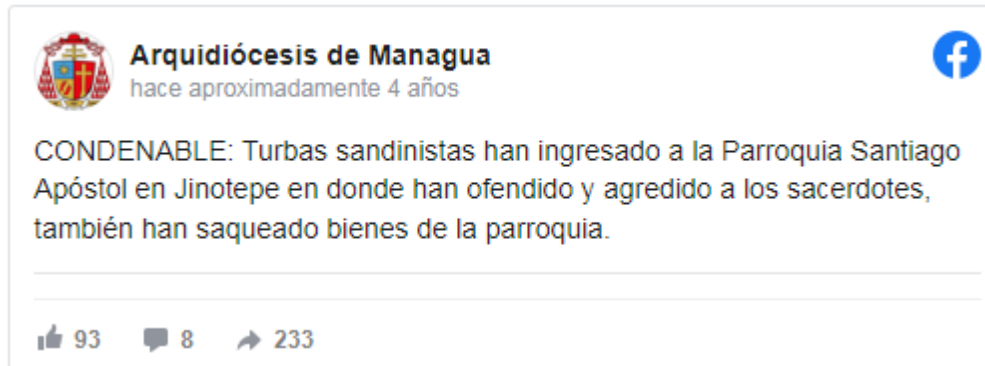 Arquidiócesis de Managua
hace aproximadamente 4 años
CONDENABLE: Turbas sandinistas han ingresado a la Parroquia Santiago
Apóstol en Jinotepe en donde han ofendido y agredido a los sacerdotes,
también han saqueado bienes de la parroquia.
93 8 233